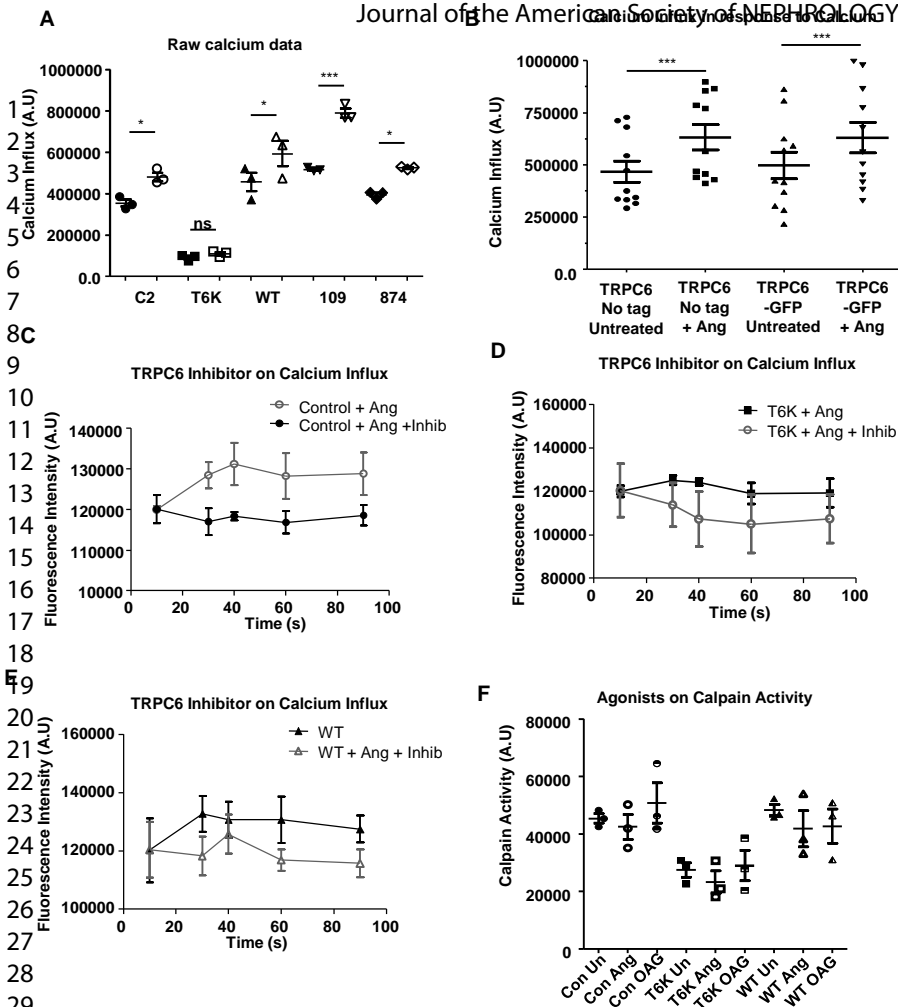 Journal of the American Society of NEPHROLOGY
A
Raw calcium data
Calcium Influx (A.U)
1000000
800000
600000
400000
200000
0.0
*
ns
*
***
*
C2 T6K WT 109 874
B
Calcium Influx in response to Calcium
Calcium Influx (A.U)
1000000
750000
500000
250000
0.0
***
***
TRPC6 No tag Untreated
TRPC6 No tag + Ang
TRPC6 -GFP Untreated
TRPC6 -GFP + Ang
C
TRPC6 Inhibitor on Calcium Influx
Control + Ang
Control + Ang +Inhib
Fluorescence Intensity (A.U)
140000
130000
120000
110000
10000
0 20 40 60 80 100
Time (s)
D
TRPC6 Inhibitor on Calcium Influx
T6K + Ang
T6K + Ang + Inhib
Fluorescence Intensity (A.U)
160000
140000
120000
100000
80000
0 20 40 60 80 100
Time (s)
E
TRPC6 Inhibitor on Calcium Influx
WT
WT + Ang + Inhib
Fluorescence Intensity (A.U)
160000
140000
120000
100000
0 20 40 60 80 100
Time (s)
F
Agonists on Calpain Activity
Calpain Activity (A.U)
80000
60000
40000
20000
0
Con Un
Con Ang
Con OAG
T6K Un
T6K Ang
T6K OAG
WT Un
WT Ang
WT OAG
1
2
3
4
5
6
7
8
9
10
11
12
13
14
15
16
17
18
19
20
21
22
23
24
25
26
27
28
29